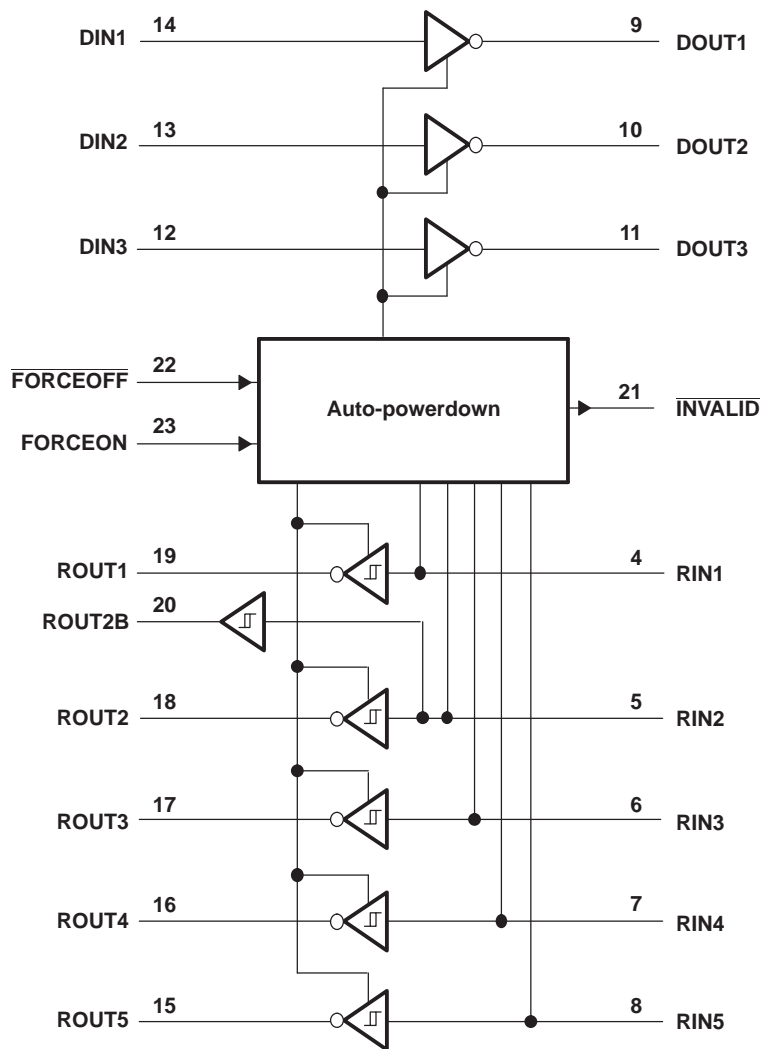 DIN1 14 9 DOUT1
DIN2 13 10 DOUT2
DIN3 12 11 DOUT3
FORCEOFF 22
Auto-powerdown
21 INVALID
FORCEON 23
ROUT1 19 4 RIN1
ROUT2B 20
ROUT2 18 5 RIN2
ROUT3 17 6 RIN3
ROUT4 16 7 RIN4
ROUT5 15 8 RIN5